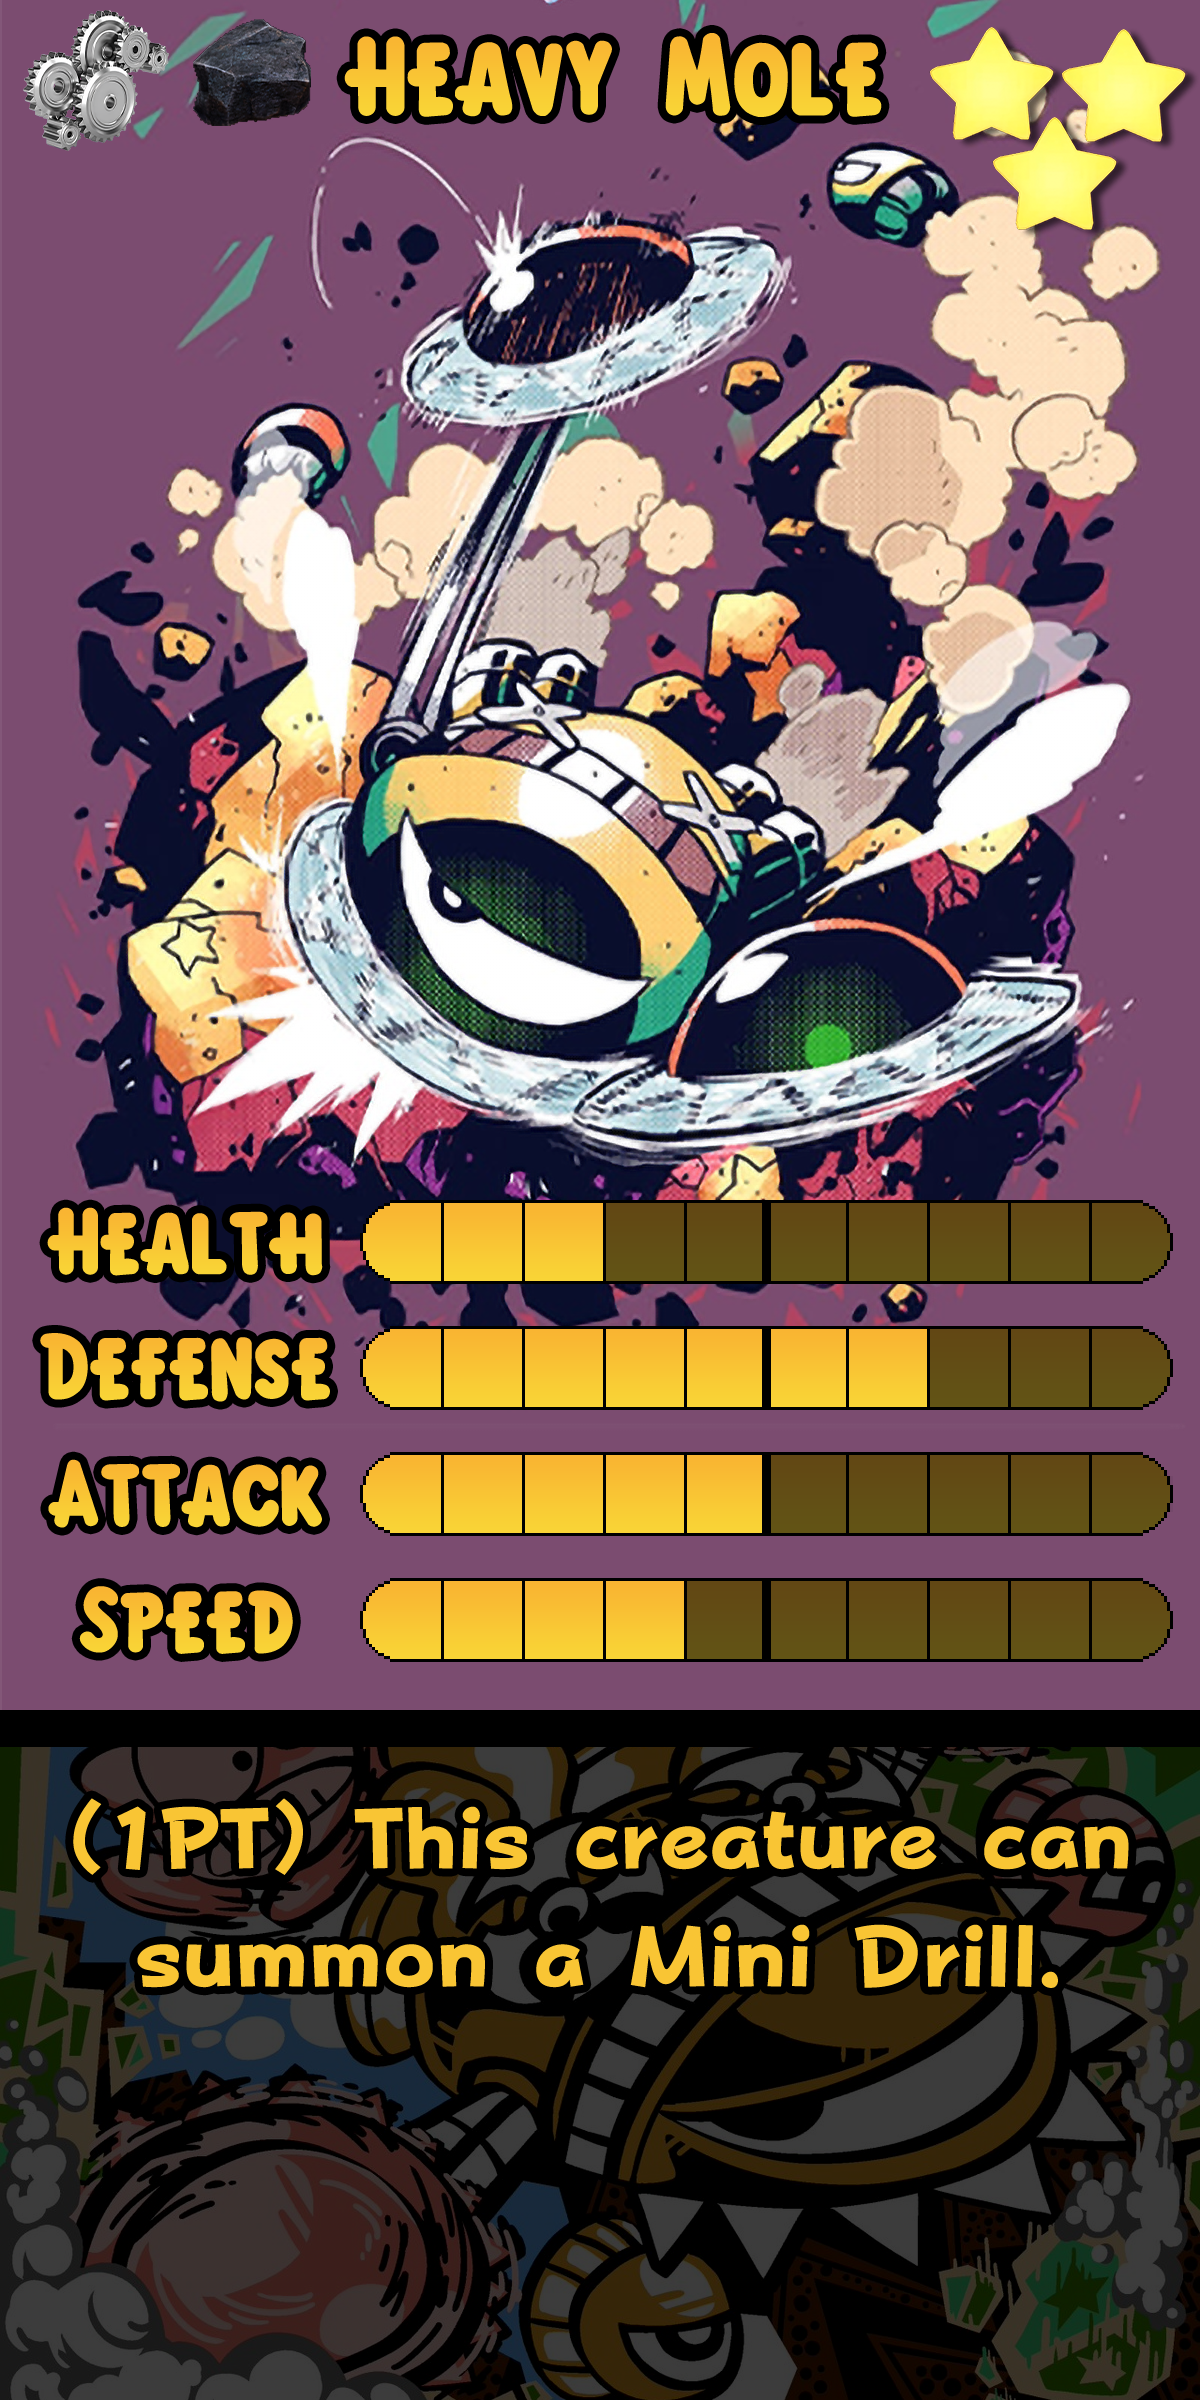 HEAVY MOLE
HEALTH
DEFENSE
ATTACK
SPEED
(1PT) This creature can
summon a Mini Drill.